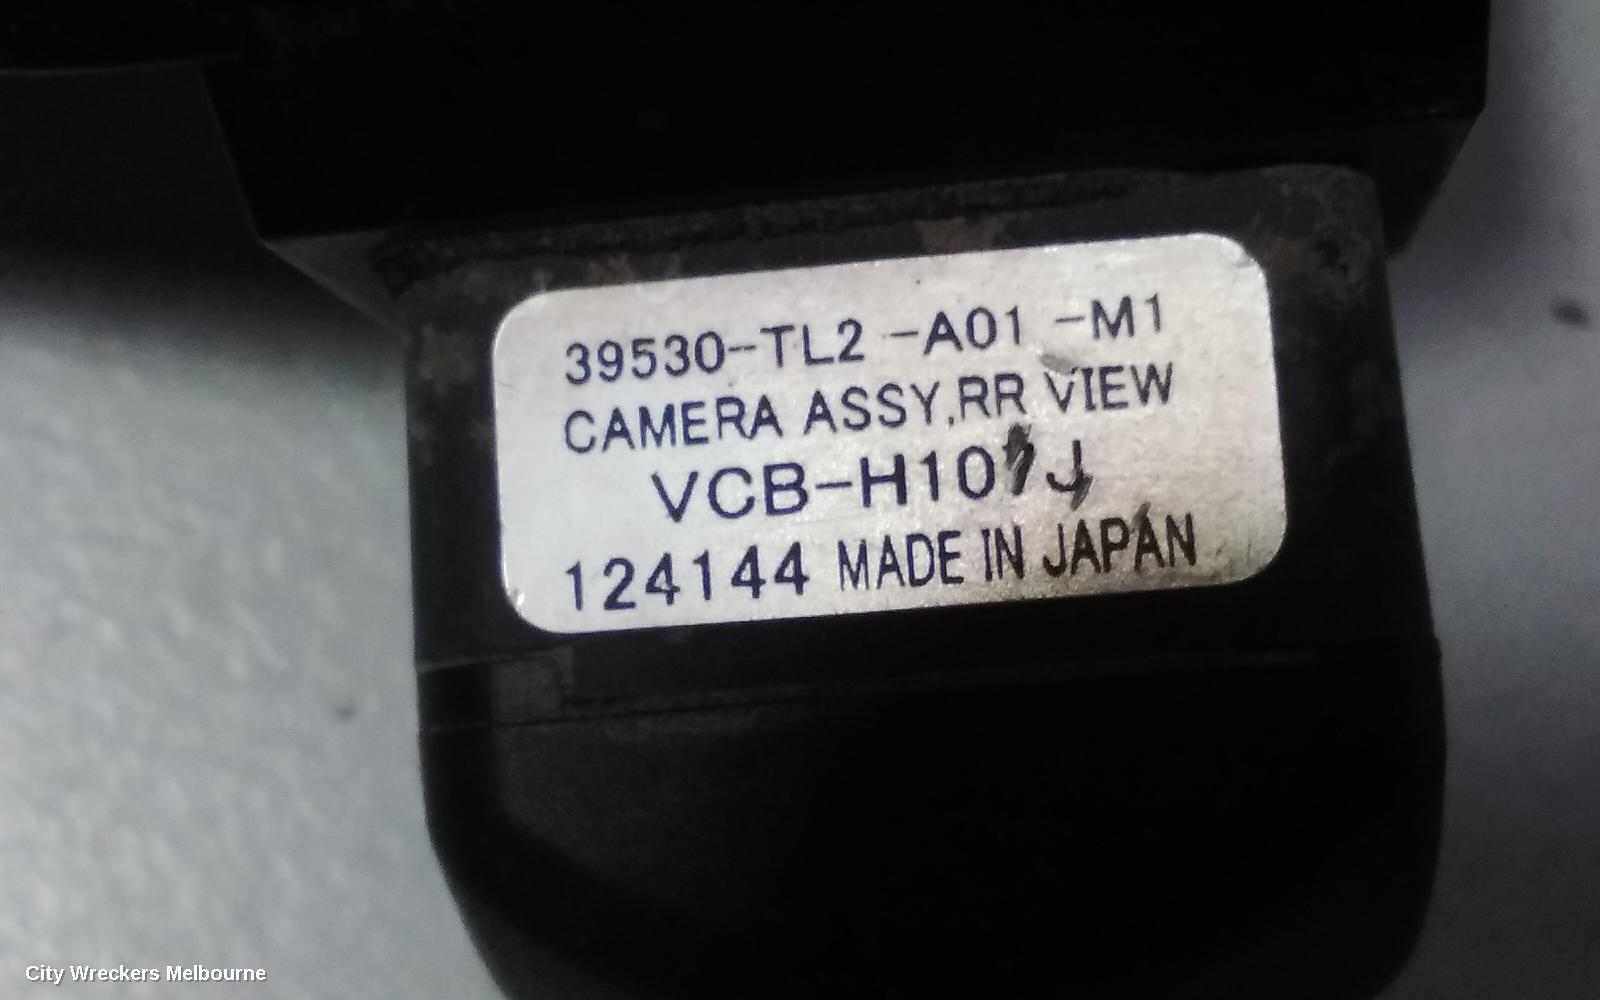 39530-TL2 -A01 -M1
CAMERA ASSY,RR VIEW
124144 MADE IN JAPAN
City Wreckers Melbourne